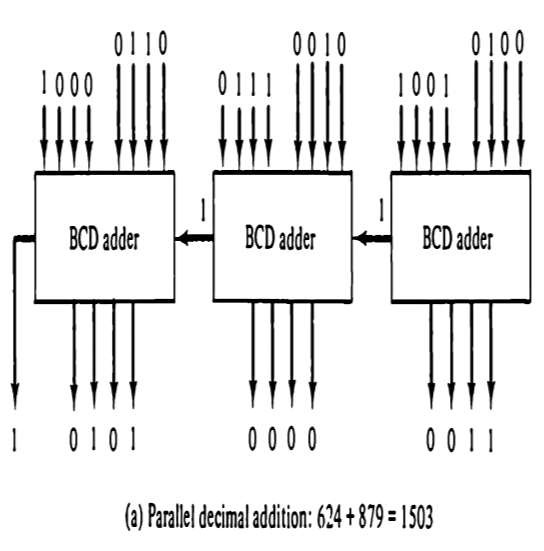 0110 0010 0100
1000 0111 1001
1 1
BCD adder BCD adder BCD adder
1 0101 0000 0011
(a) Parallel decimal addition: 624 + 879 = 1503